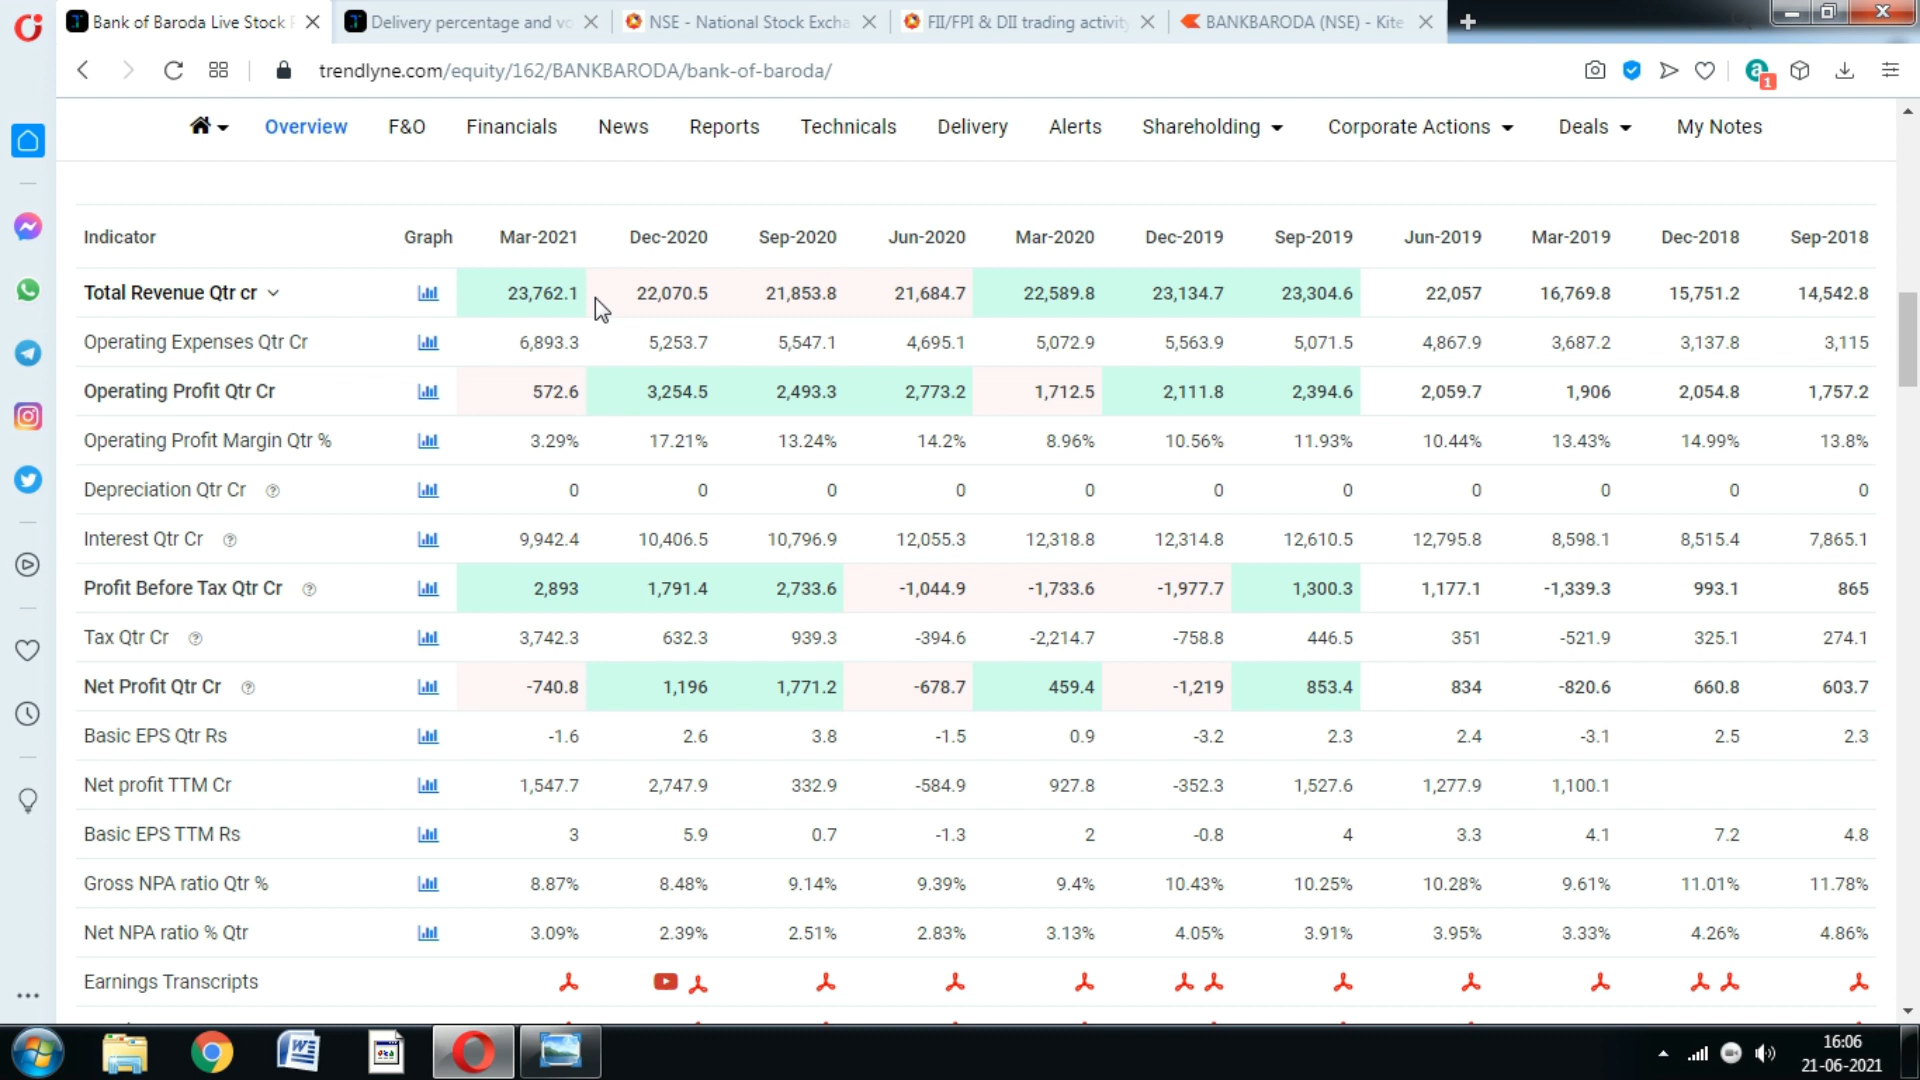 Bank of Baroda Live Stock P
Delivery percentage and vo
NSE - National Stock Excha
FII/FPI & DII trading activity
BANKBARODA (NSE) - Kite
trendlyne.com/equity/162/BANKBARODA/bank-of-baroda/
1
Overview F&O Financials News Reports Technicals Delivery Alerts Shareholding Corporate Actions Deals My Notes
Indicator Graph Mar-2021 Dec-2020 Sep-2020 Jun-2020 Mar-2020 Dec-2019 Sep-2019 Jun-2019 Mar-2019 Dec-2018 Sep-2018
Total Revenue Qtr cr 23,762.1 22,070.5 21,853.8 21,684.7 22,589.8 23,134.7 23,304.6 22,057 16,769.8 15,751.2 14,542.8
Operating Expenses Qtr Cr 6,893.3 5,253.7 5,547.1 4,695.1 5,072.9 5,563.9 5,071.5 4,867.9 3,687.2 3,137.8 3,115
Operating Profit Qtr Cr 572.6 3,254.5 2,493.3 2,773.2 1,712.5 2,111.8 2,394.6 2,059.7 1,906 2,054.8 1,757.2
Operating Profit Margin Qtr % 3.29% 17.21% 13.24% 14.2% 8.96% 10.56% 11.93% 10.44% 13.43% 14.99% 13.8%
Depreciation Qtr Cr 0 0 0 0 0 0 0 0 0 0 0
Interest Qtr Cr 9,942.4 10,406.5 10,796.9 12,055.3 12,318.8 12,314.8 12,610.5 12,795.8 8,598.1 8,515.4 7,865.1
Profit Before Tax Qtr Cr 2,893 1,791.4 2,733.6 -1,044.9 -1,733.6 -1,977.7 1,300.3 1,177.1 -1,339.3 993.1 865
Tax Qtr Cr 3,742.3 632.3 939.3 -394.6 -2,214.7 -758.8 446.5 351 -521.9 325.1 274.1
Net Profit Qtr Cr -740.8 1,196 1,771.2 -678.7 459.4 -1,219 853.4 834 -820.6 660.8 603.7
Basic EPS Qtr Rs -1.6 2.6 3.8 -1.5 0.9 -3.2 2.3 2.4 -3.1 2.5 2.3
Net profit TTM Cr 1,547.7 2,747.9 332.9 -584.9 927.8 -352.3 1,527.6 1,277.9 1,100.1
Basic EPS TTM Rs 3 5.9 0.7 -1.3 2 -0.8 4 3.3 4.1 7.2 4.8
Gross NPA ratio Qtr % 8.87% 8.48% 9.14% 9.39% 9.4% 10.43% 10.25% 10.28% 9.61% 11.01% 11.78%
Net NPA ratio % Qtr 3.09% 2.39% 2.51% 2.83% 3.13% 4.05% 3.91% 3.95% 3.33% 4.26% 4.86%
Earnings Transcripts
16:06
21-06-2021